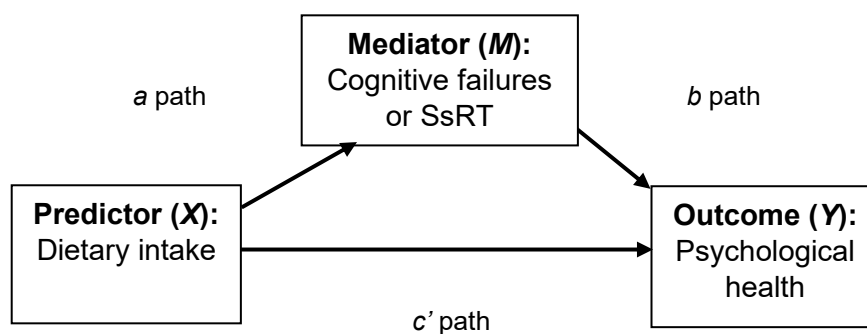 Mediator (M):
Cognitive failures
or SsRT
a path
b path
Predictor (X):
Dietary intake
Outcome (Y):
Psychological
health
c’ path